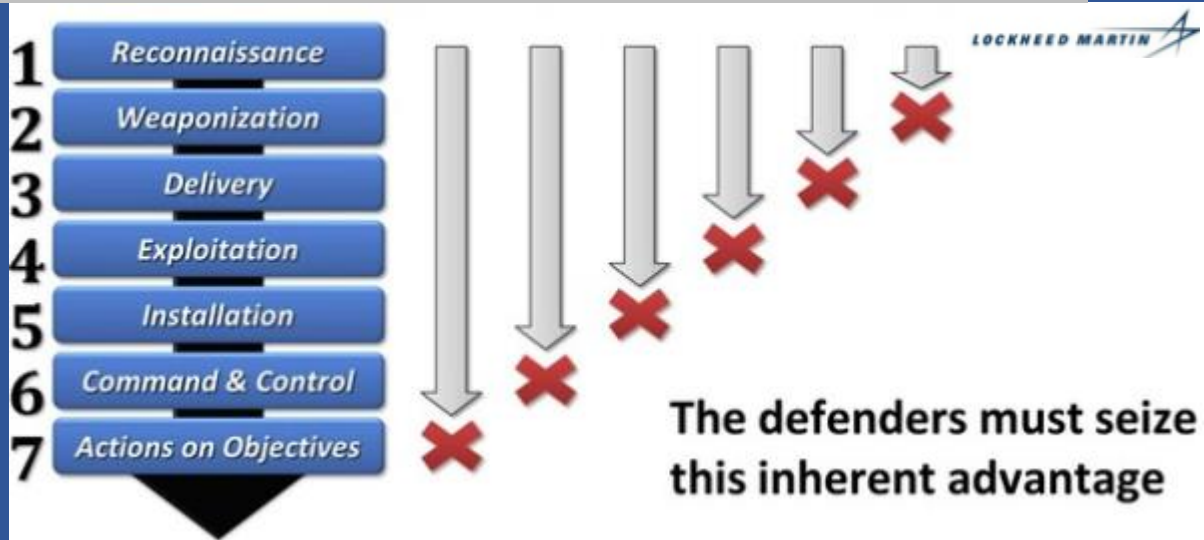 LOCKHEED MARTIN
1 Reconnaissance
2 Weaponization
3 Delivery
4 Exploitation
5 Installation
6 Command & Control
7 Actions on Objectives
The defenders must seize
this inherent advantage